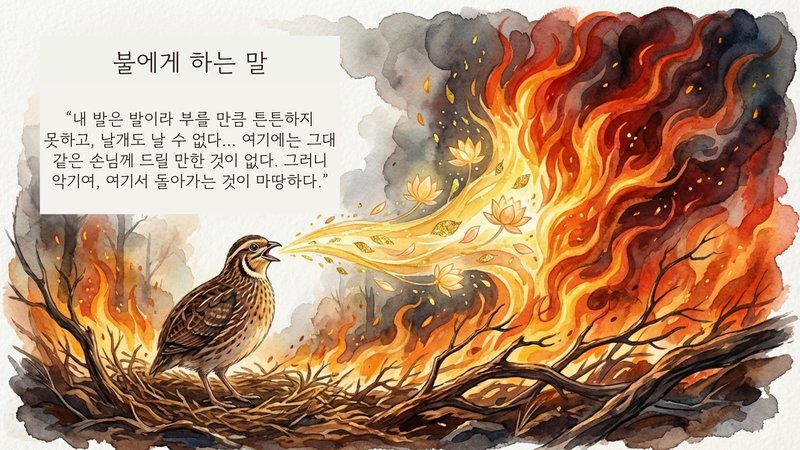 불에게 하는 말
“내 발은 발이라 부를 만큼 튼튼하지
못하고, 날개도 날 수 없다... 여기에는 그대
같은 손님께 드릴 만한 것이 없다. 그러니
악기여, 여기서 돌아가는 것이 마땅하다.”